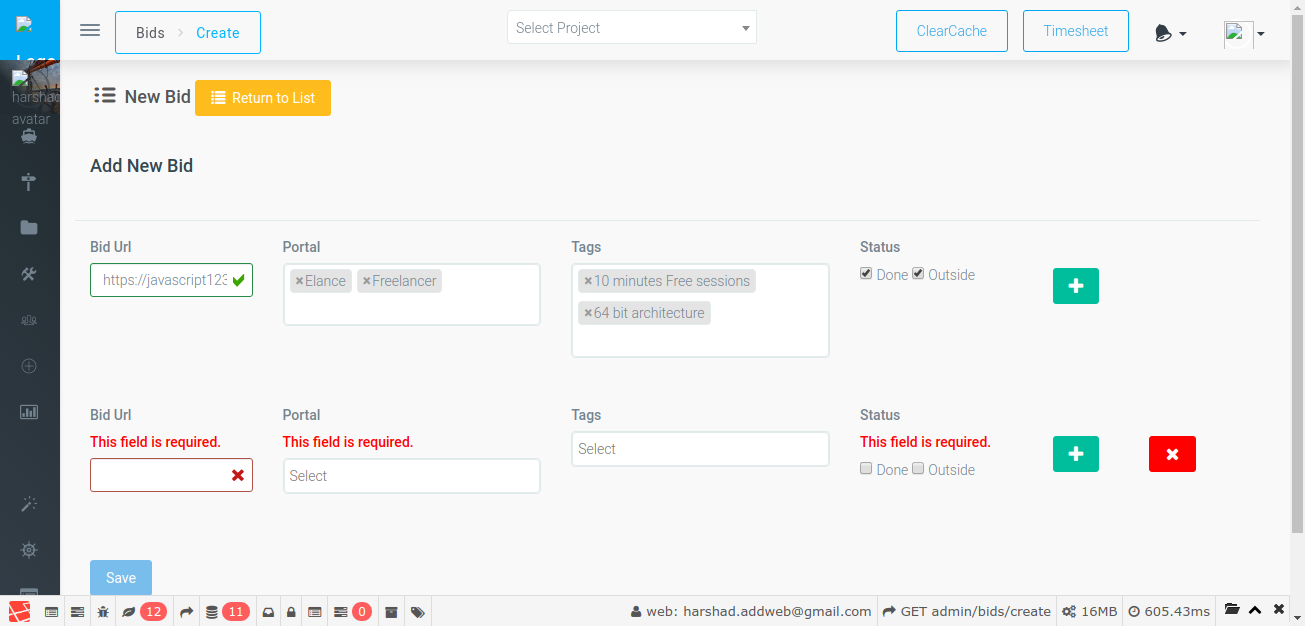 Bids > Create
Select Project
ClearCache
Timesheet
harshad
avatar
New Bid
Return to List
Add New Bid
Bid Url
Portal
Tags
Status
https://javascript123
×Elance ×Freelancer
×10 minutes Free sessions
×64 bit architecture
Done Outside
Bid Url
Portal
Tags
Status
This field is required.
This field is required.
This field is required.
Select
Select
Done Outside
Save
12
11
0
web: harshad.addweb@gmail.com
GET admin/bids/create
16MB
605.43ms